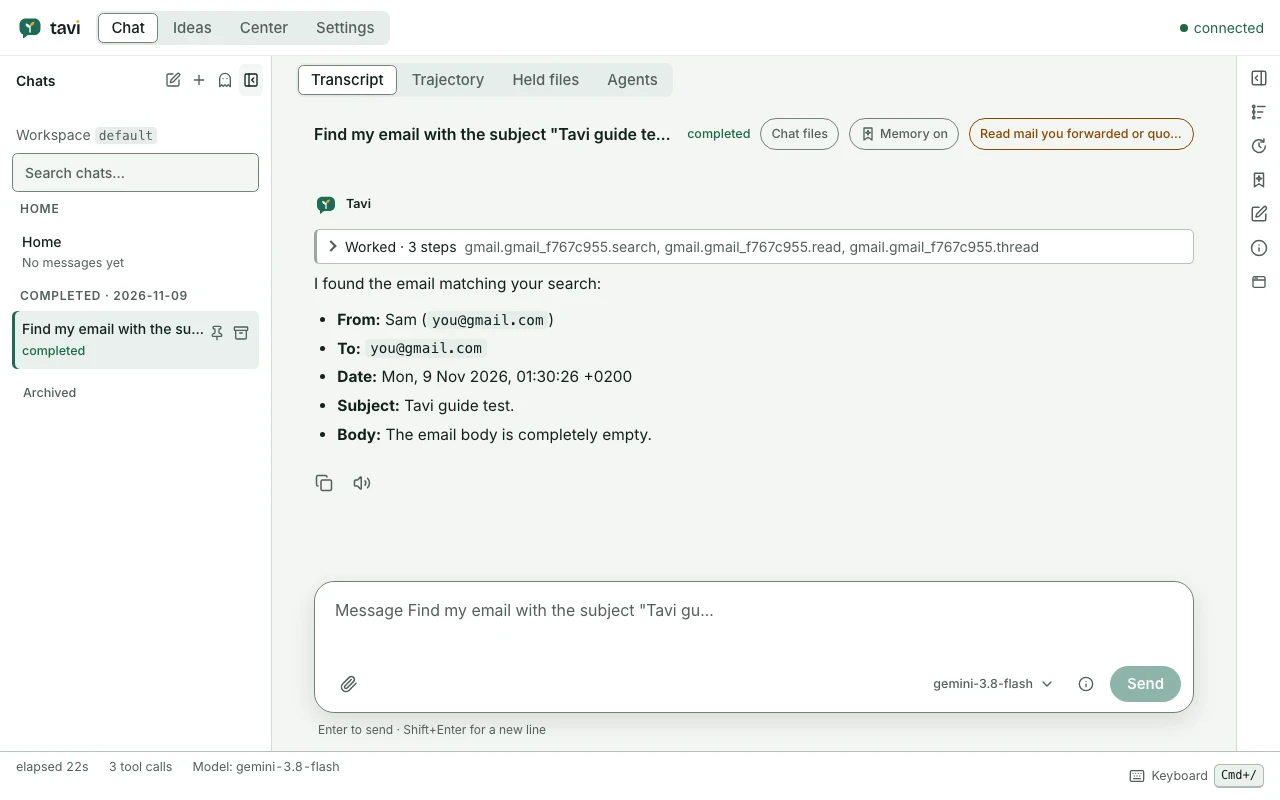 tavi
Chat Ideas Center Settings
connected
Chats
Workspace default
Search chats...
HOME
Home
No messages yet
COMPLETED · 2026-11-09
Find my email with the su...
completed
Archived
Transcript Trajectory Held files Agents
Find my email with the subject "Tavi guide te... completed Chat files Memory on Read mail you forwarded or quo...
Tavi
Worked · 3 steps gmail.gmail_f767c955.search, gmail.gmail_f767c955.read, gmail.gmail_f767c955.thread
I found the email matching your search:
• From: Sam ( you@gmail.com )
• To: you@gmail.com
• Date: Mon, 9 Nov 2026, 01:30:26 +0200
• Subject: Tavi guide test.
• Body: The email body is completely empty.
Message Find my email with the subject "Tavi gu...
gemini-3.8-flash Send
Enter to send · Shift+Enter for a new line
elapsed 22s 3 tool calls Model: gemini-3.8-flash
Keyboard Cmd+/